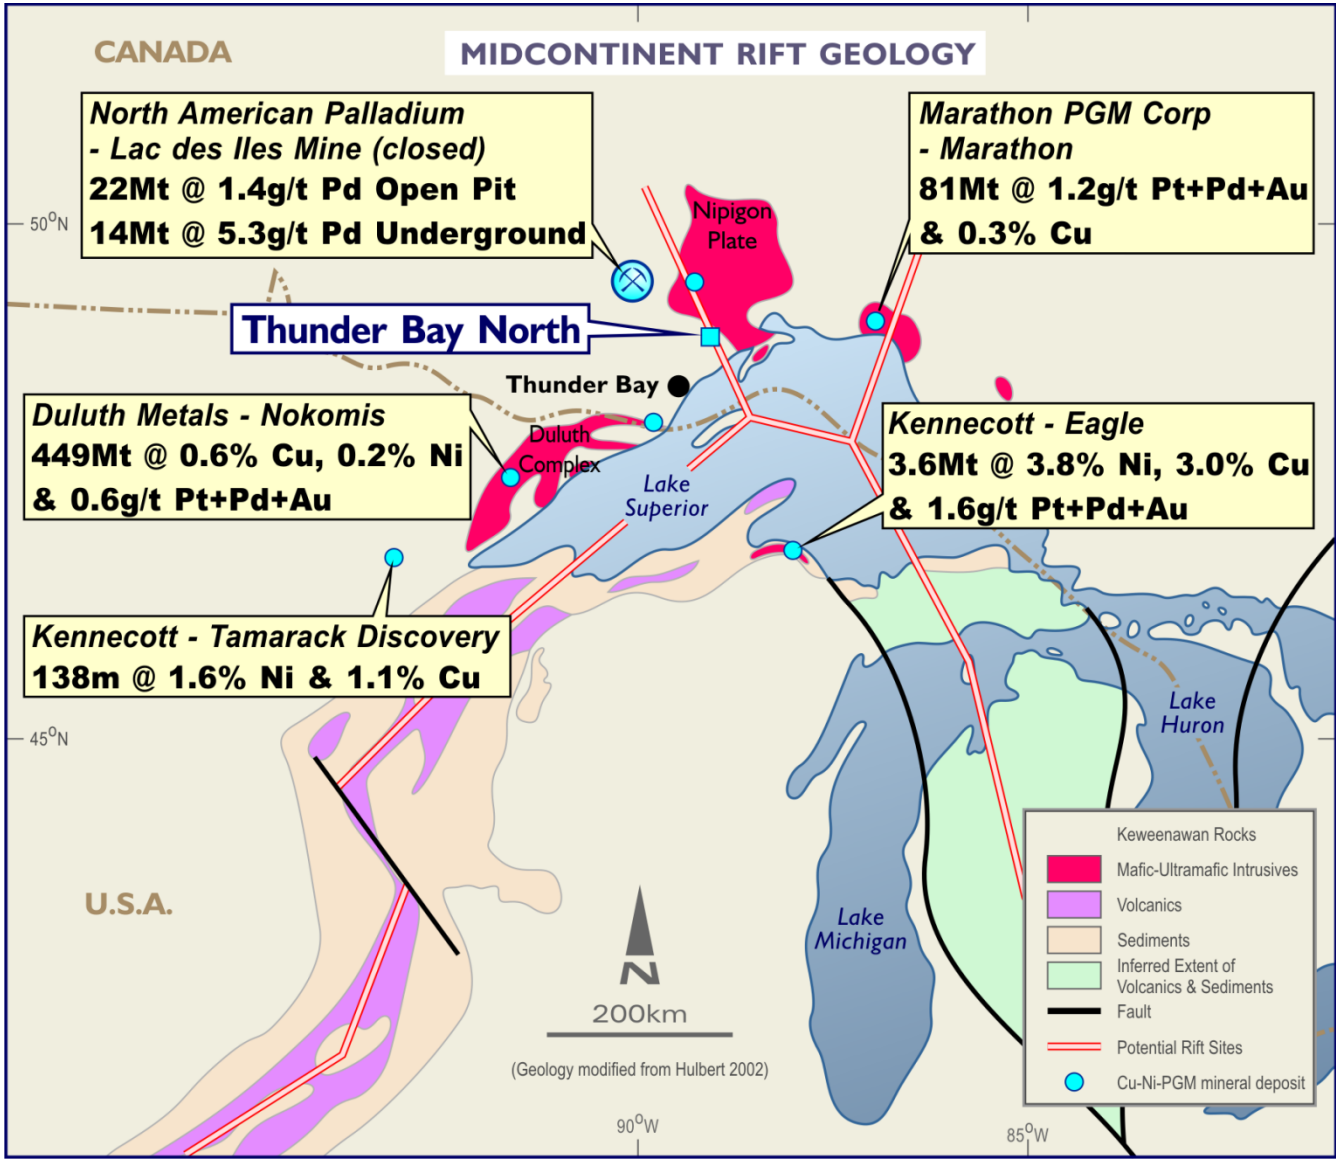 CANADA
MIDCONTINENT RIFT GEOLOGY
North American Palladium
- Lac des Iles Mine (closed)
22Mt @ 1.4g/t Pd Open Pit
14Mt @ 5.3g/t Pd Underground
Marathon PGM Corp
- Marathon
81Mt @ 1.2g/t Pt+Pd+Au
& 0.3% Cu
50°N
Nipigon
Plate
Thunder Bay North
Thunder Bay
Duluth Metals - Nokomis
449Mt @ 0.6% Cu, 0.2% Ni
& 0.6g/t Pt+Pd+Au
Duluth
Complex
Kennecott - Eagle
3.6Mt @ 3.8% Ni, 3.0% Cu
& 1.6g/t Pt+Pd+Au
Lake
Superior
Kennecott - Tamarack Discovery
138m @ 1.6% Ni & 1.1% Cu
45°N
Lake
Huron
U.S.A.
Lake
Michigan
N
200km
(Geology modified from Hulbert 2002)
Keweenawan Rocks
Mafic-Ultramafic Intrusives
Volcanics
Sediments
Inferred Extent of
Volcanics & Sediments
Fault
Potential Rift Sites
Cu-Ni-PGM mineral deposit
90°W
85°W